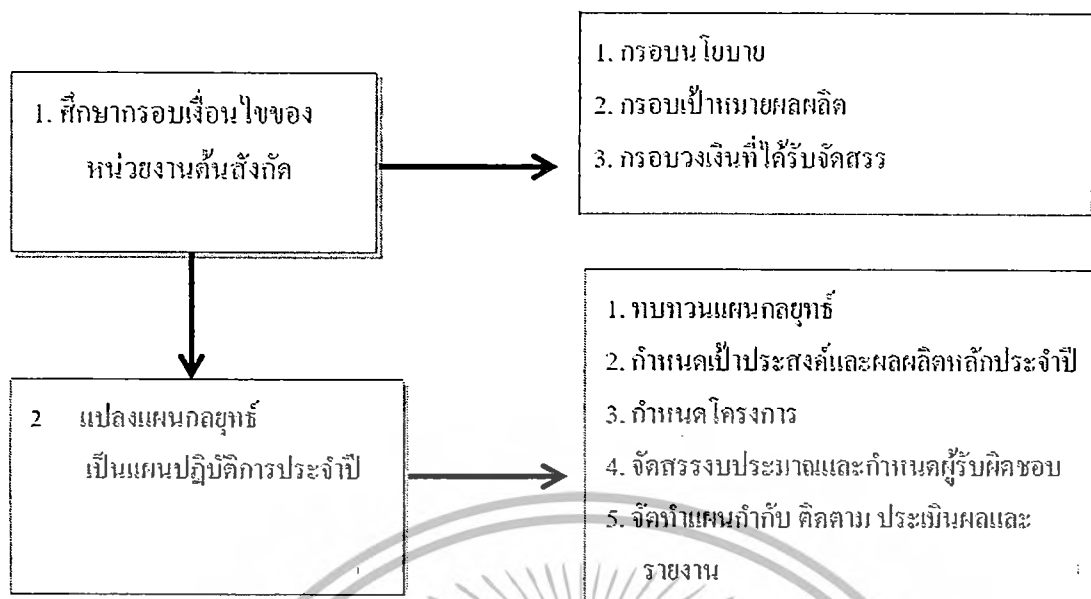 1. ศึกษากรอบเงื่อนไขของ
หน่วยงานต้นสังกัด
1. กรอบนโยบาย
2. กรอบเป้าหมายผลผลิต
3. กรอบวงเงินที่ได้รับจัดสรร
2 แปลงแผนกลยุทธ์
เป็นแผนปฏิบัติการประจำปี
1. ทบทวนแผนกลยุทธ์
2. กำหนดเป้าประสงค์และผลผลิตหลักประจำปี
3. กำหนดโครงการ
4. จัดสรรงบประมาณและกำหนดผู้รับผิดชอบ
5. จัดทำแผนกำกับ ติดตาม ประเมินผลและ
รายงาน